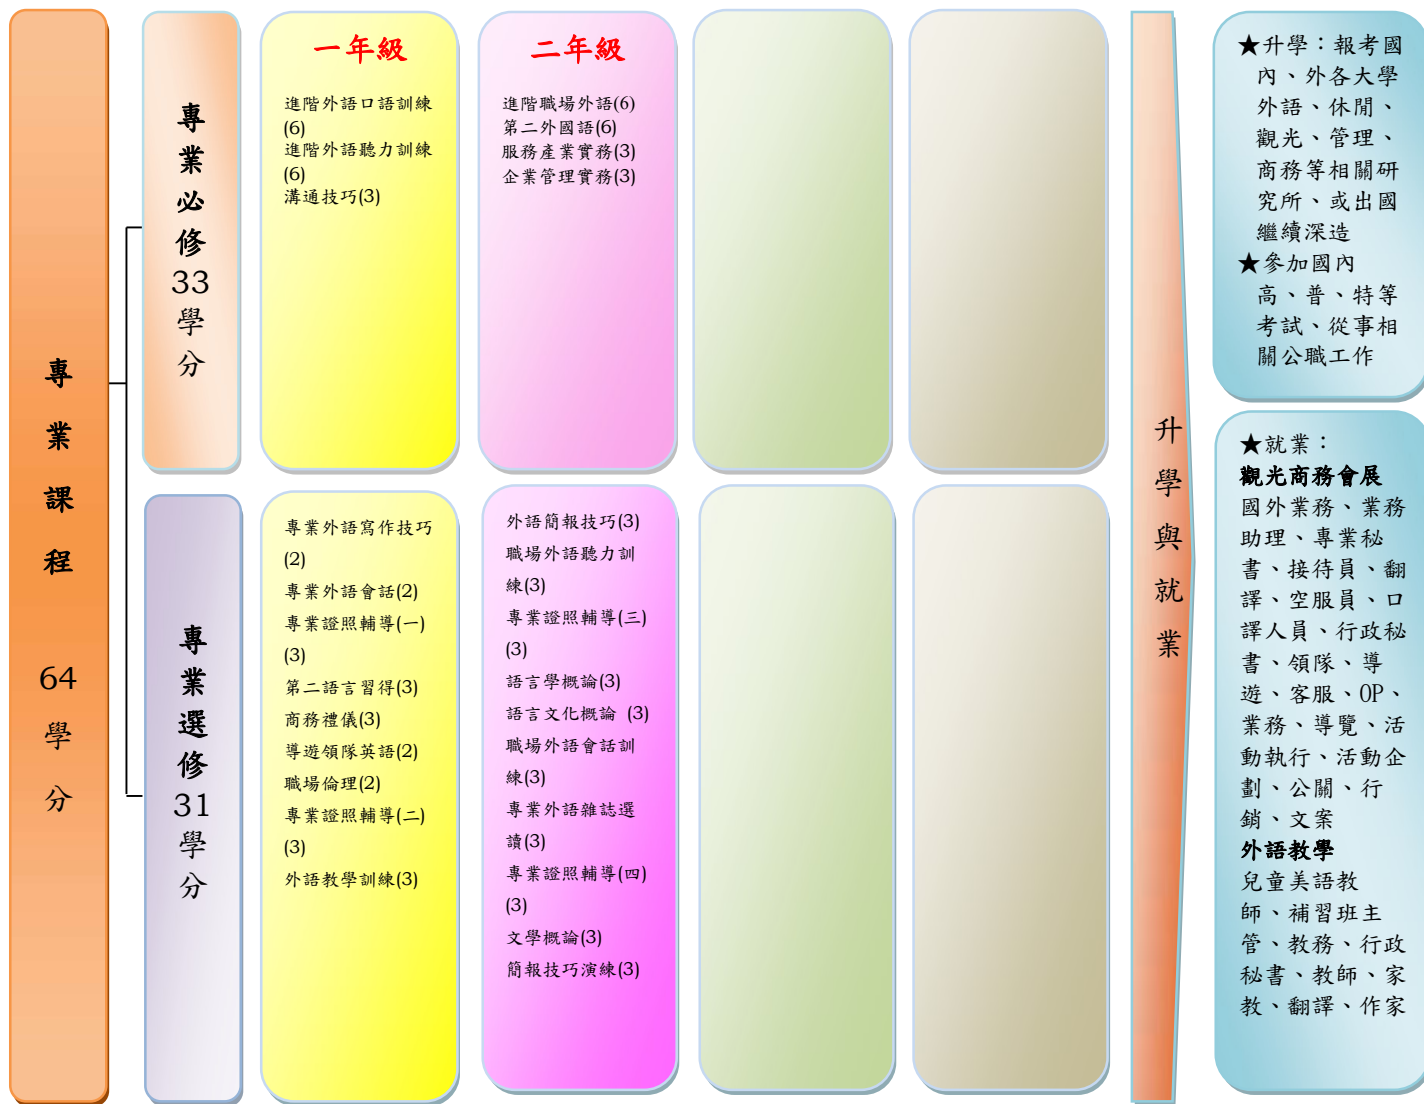 專
業
課
程
64
學
分
專
業
必
修
33
學
分
一年級
進階外語口語訓練
(6)
進階外語聽力訓練
(6)
溝通技巧(3)
二年級
進階職場外語(6)
第二外國語(6)
服務產業實務(3)
企業管理實務(3)
專
業
選
修
31
學
分
專業外語寫作技巧
(2)
專業外語會話(2)
專業證照輔導(一)
(3)
第二語言習得(3)
商務禮儀(3)
導遊領隊英語(2)
職場倫理(2)
專業證照輔導(二)
(3)
外語教學訓練(3)
外語簡報技巧(3)
職場外語聽力訓
練(3)
專業證照輔導(三)
(3)
語言學概論(3)
語言文化概論 (3)
職場外語會話訓
練(3)
專業外語雜誌選
讀(3)
專業證照輔導(四)
(3)
文學概論(3)
簡報技巧演練(3)
升
學
與
就
業
★升學：報考國
內、外各大學
外語、休閒、
觀光、管理、
商務等相關研
究所、或出國
繼續深造
★參加國內
高、普、特等
考試、從事相
關公職工作
★就業：
觀光商務會展
國外業務、業務
助理、專業秘
書、接待員、翻
譯、空服員、口
譯人員、行政秘
書、領隊、導
遊、客服、OP、
業務、導覽、活
動執行、活動企
劃、公關、行
銷、文案
外語教學
兒童美語教
師、補習班主
管、教務、行政
秘書、教師、家
教、翻譯、作家